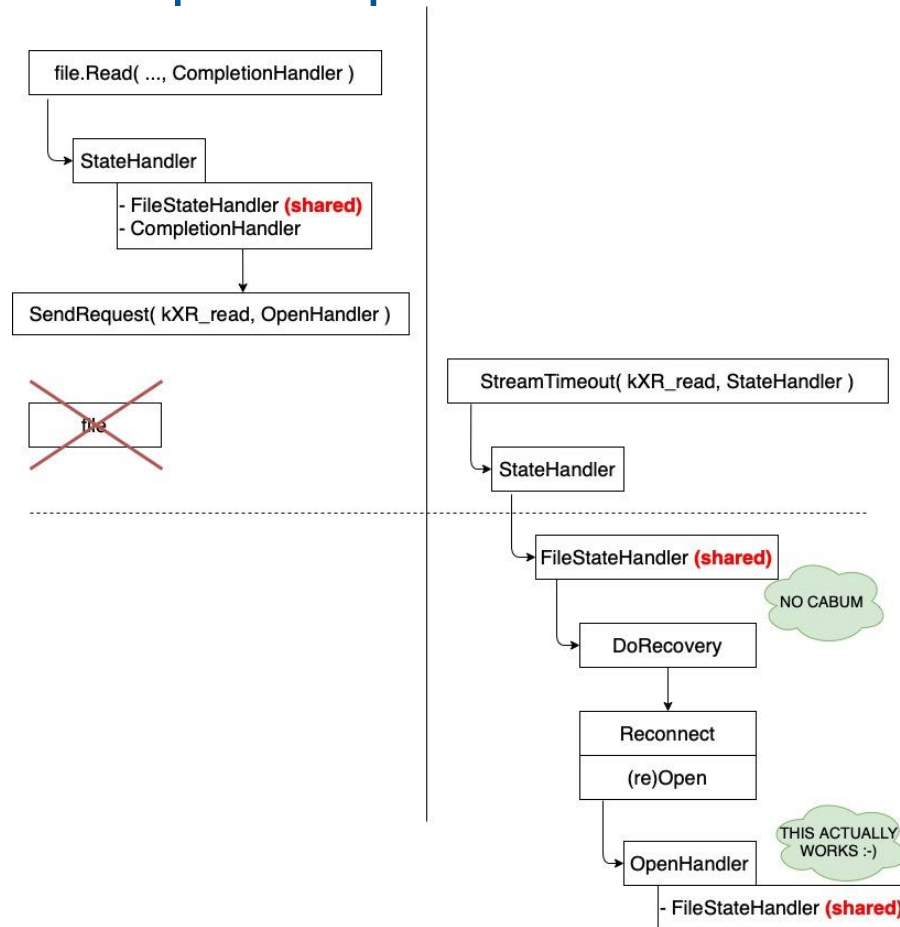 file.Read( ..., CompletionHandler )
StateHandler
- FileStateHandler (shared)
- CompletionHandler
SendRequest( kXR_read, OpenHandler )
file
StreamTimeout( kXR_read, StateHandler )
StateHandler
FileStateHandler (shared)
NO CABUM
DoRecovery
Reconnect
(re)Open
THIS ACTUALLY
WORKS :-)
OpenHandler
- FileStateHandler (shared)